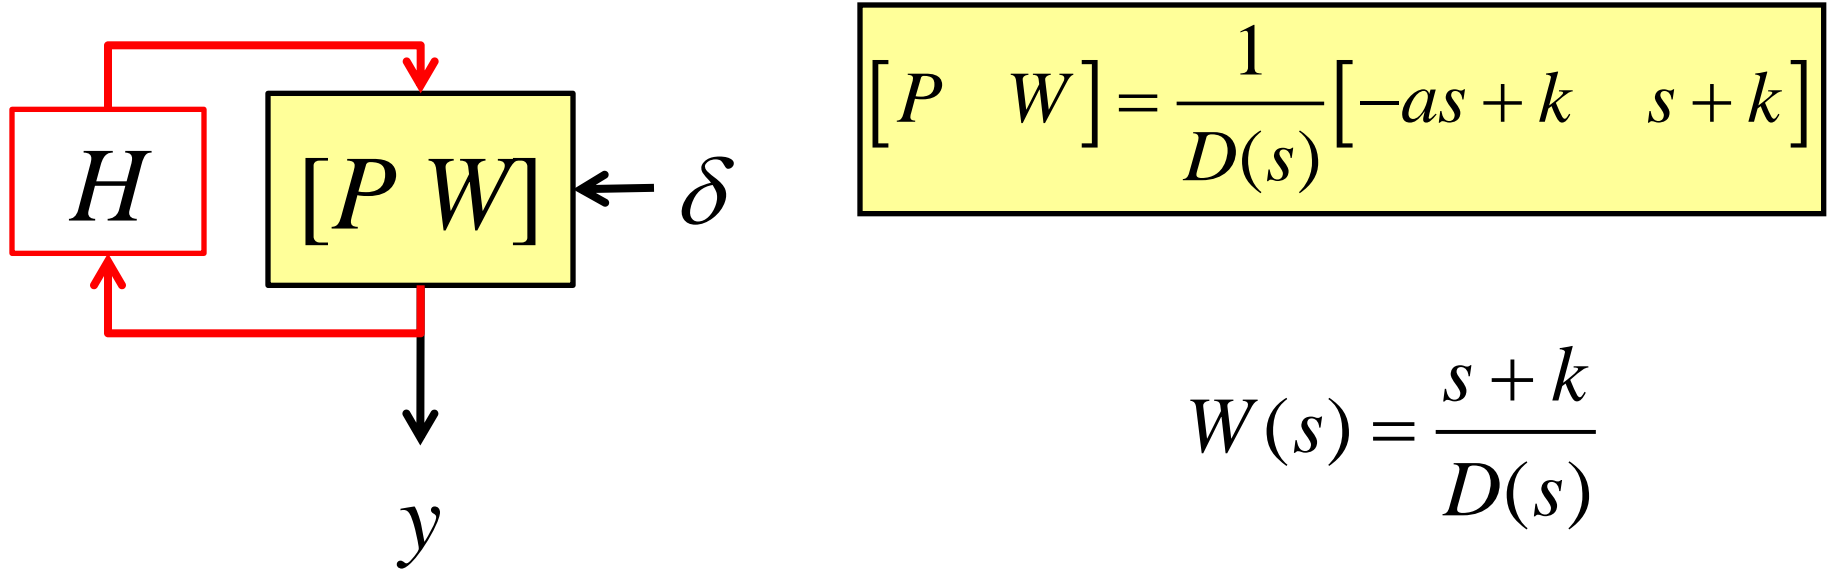 H
[P W]
δ
y
[P W] = 1/D(s) [−as + k s + k]
W(s) = s + k / D(s)